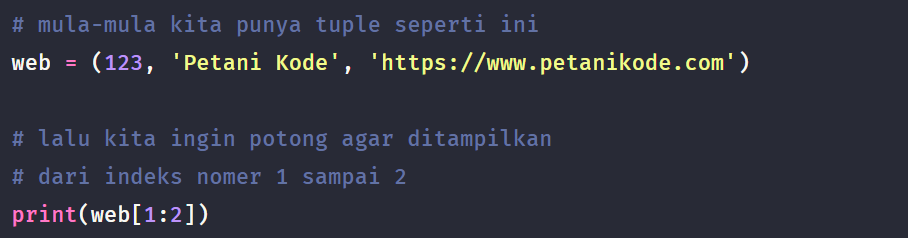 # mula-mula kita punya tuple seperti ini
web = (123, 'Petani Kode', 'https://www.petanikode.com')
# lalu kita ingin potong agar ditampilkan
# dari indeks nomer 1 sampai 2
print(web[1:2])